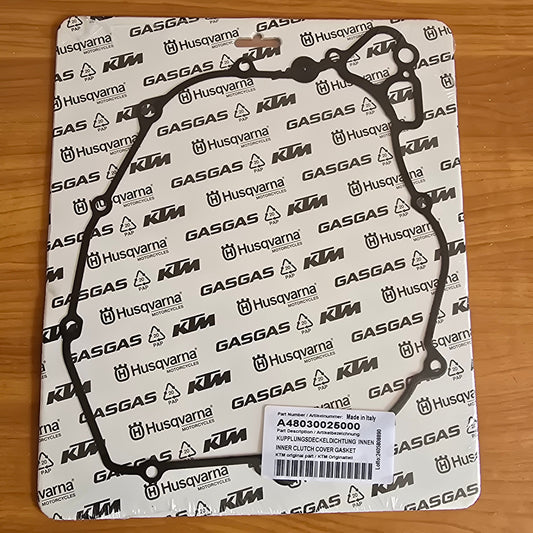 Husqvarna
MOTORCYCLES
GASGAS
KTM
20
PAP
Part Number / Artikelnummer: Made in Italy
A48030025000
Part Description / Artikelbezeichnung
KUPPLUNGSDECKELDICHTUNG INNEN
INNER CLUTCH COVER GASKET
KTM original part / KTM Originalteil